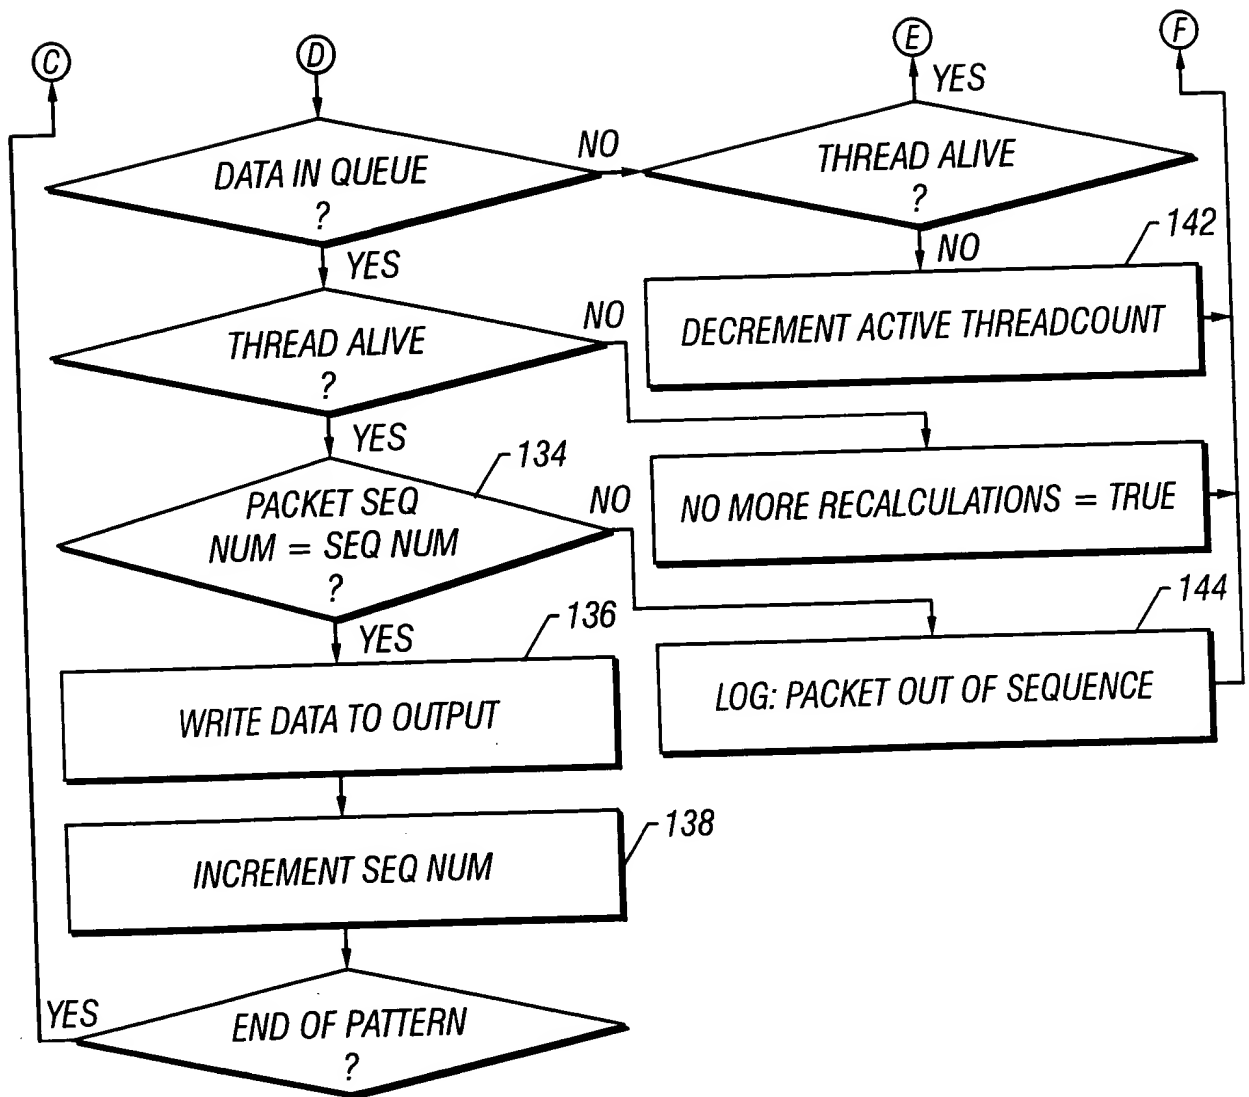 C
D
E
F
DATA IN QUEUE
?
NO
YES
THREAD ALIVE
?
YES
NO
142
DECREMENT ACTIVE THREADCOUNT
THREAD ALIVE
?
NO
YES
NO MORE RECALCULATIONS = TRUE
134
PACKET SEQ
NUM = SEQ NUM
?
NO
YES
144
LOG: PACKET OUT OF SEQUENCE
136
WRITE DATA TO OUTPUT
138
INCREMENT SEQ NUM
YES
END OF PATTERN
?